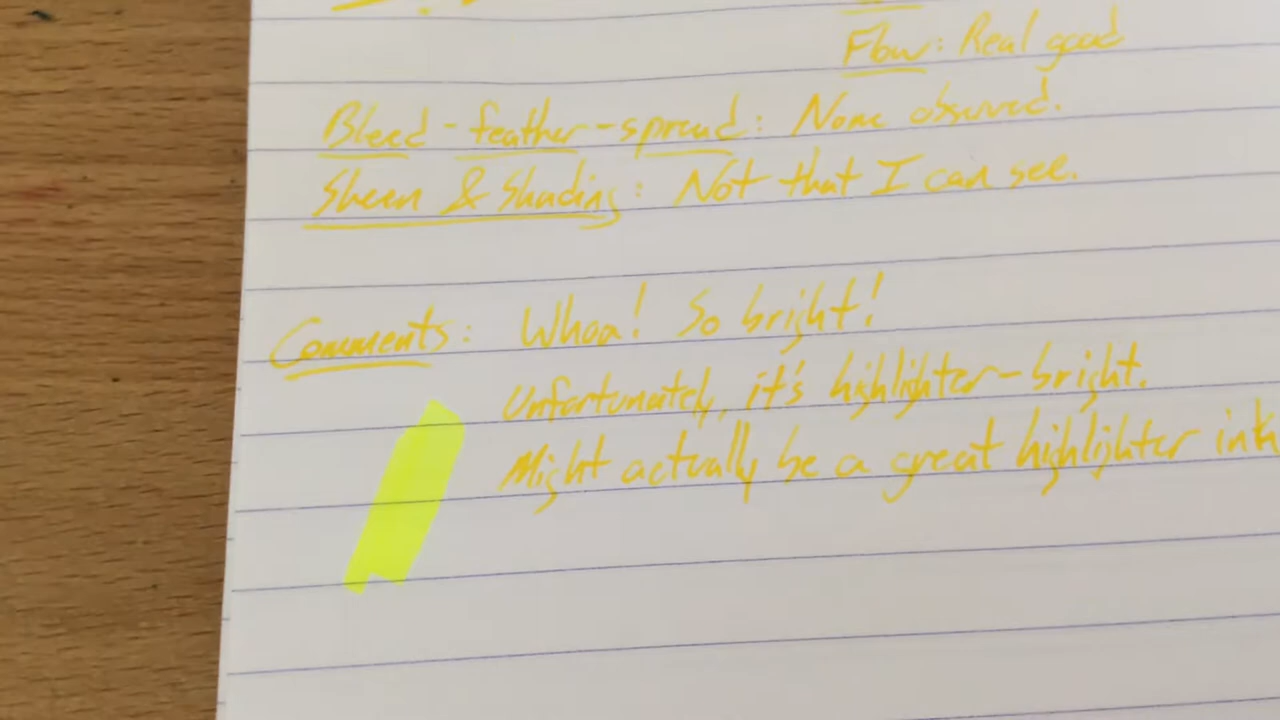 Flow: Real good
Bleed-feather-spread: None observed.
Sheen & Shading: Not that I can see.
Comments: Whoa! So bright!
Unfortunately, it's highlighter-bright.
Might actually be a great highlighter ink